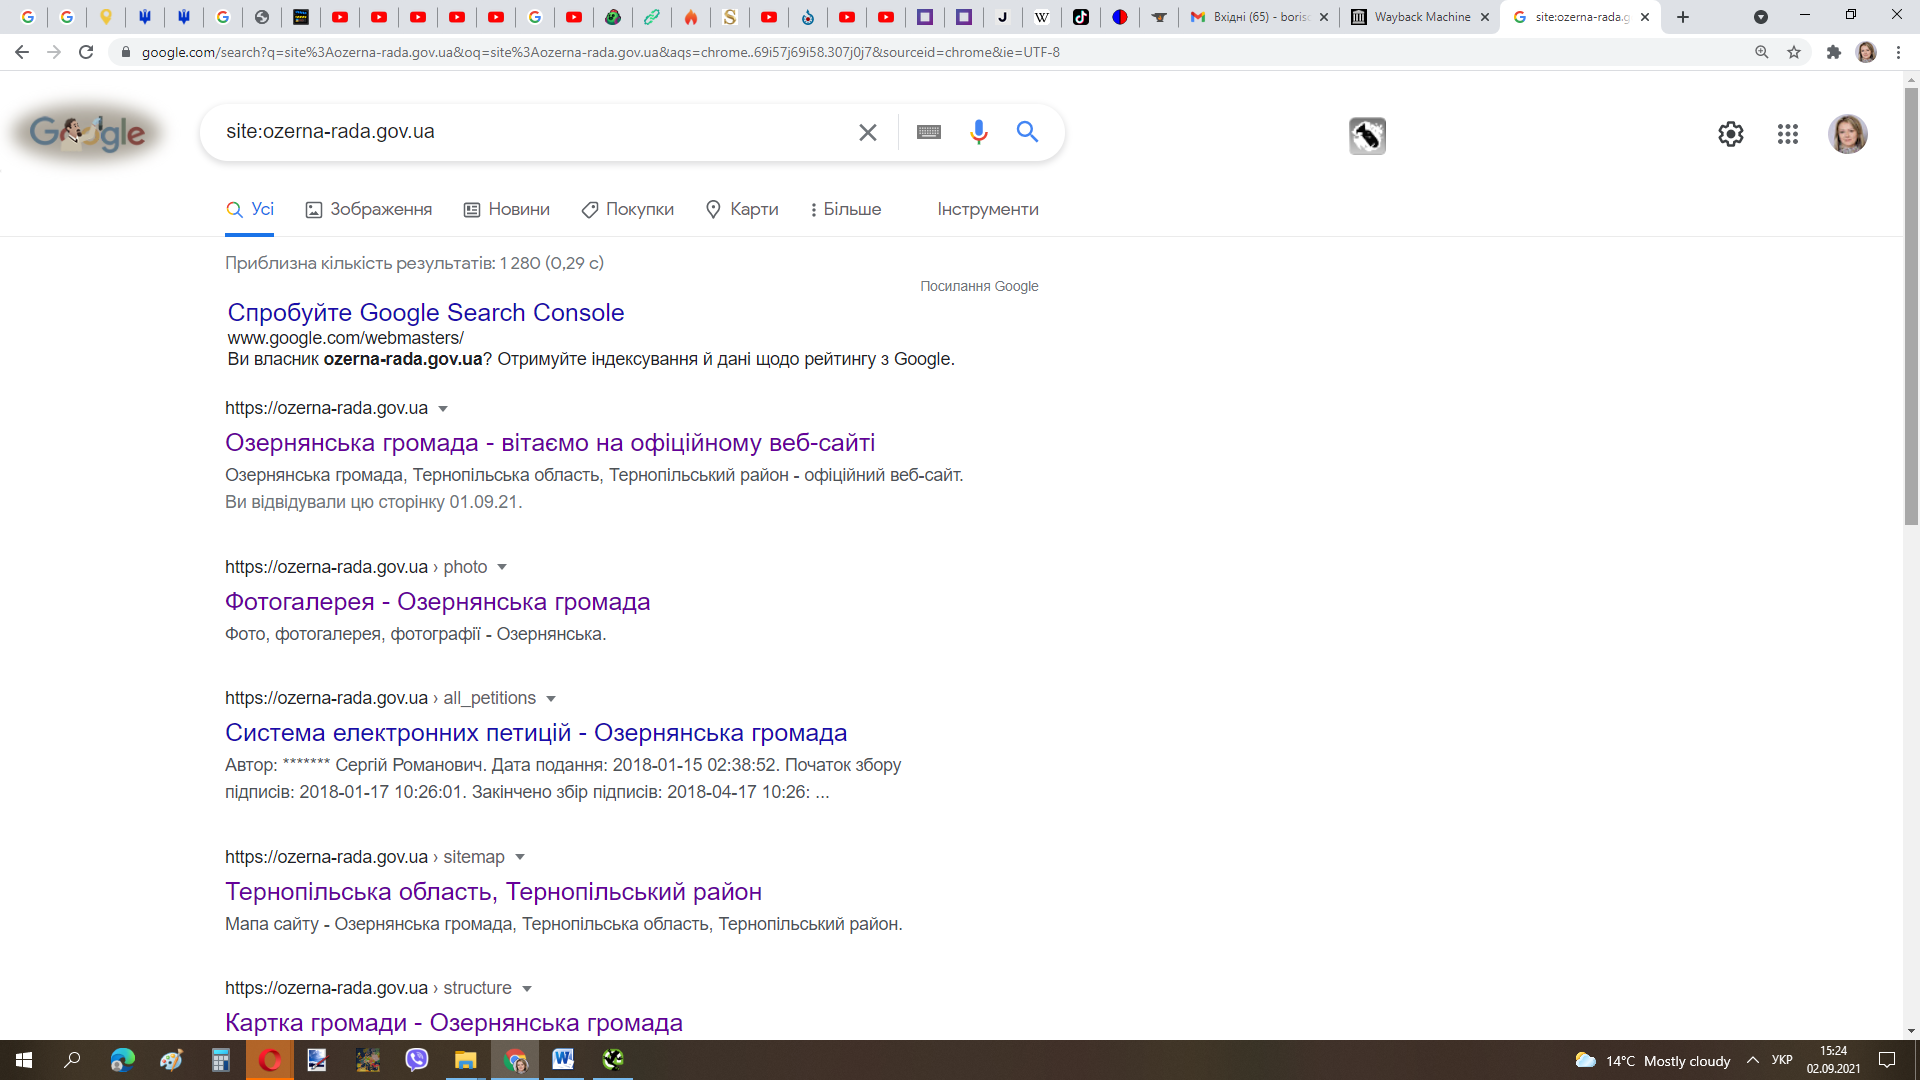 Вхідні (65) - boris
Wayback Machine
site:ozerna-rada.g
google.com/search?q=site%3Aozerna-rada.gov.ua&oq=site%3Aozerna-rada.gov.ua&aqs=chrome..69i57j69i58.307j0j7&sourceid=chrome&ie=UTF-8
Google
site:ozerna-rada.gov.ua
Усі
Зображення
Новини
Покупки
Карти
Більше
Інструменти
Приблизна кількість результатів: 1 280 (0,29 с)
Посилання Google
Спробуйте Google Search Console
www.google.com/webmasters/
Ви власник ozerna-rada.gov.ua? Отримуйте індексування й дані щодо рейтингу з Google.
https://ozerna-rada.gov.ua
Озернянська громада - вітаємо на офіційному веб-сайті
Озернянська громада, Тернопільська область, Тернопільський район - офіційний веб-сайт.
Ви відвідували цю сторінку 01.09.21.
https://ozerna-rada.gov.ua › photo
Фотогалерея - Озернянська громада
Фото, фотогалерея, фотографії - Озернянська.
https://ozerna-rada.gov.ua › all_petitions
Система електронних петицій - Озернянська громада
Автор: ******* Сергій Романович. Дата подання: 2018-01-15 02:38:52. Початок збору
підписів: 2018-01-17 10:26:01. Закінчено збір підписів: 2018-04-17 10:26: ...
https://ozerna-rada.gov.ua › sitemap
Тернопільська область, Тернопільський район
Мапа сайту - Озернянська громада, Тернопільська область, Тернопільський район.
https://ozerna-rada.gov.ua › structure
Картка громади - Озернянська громада
14°C Mostly cloudy
УКР
15:24
02.09.2021